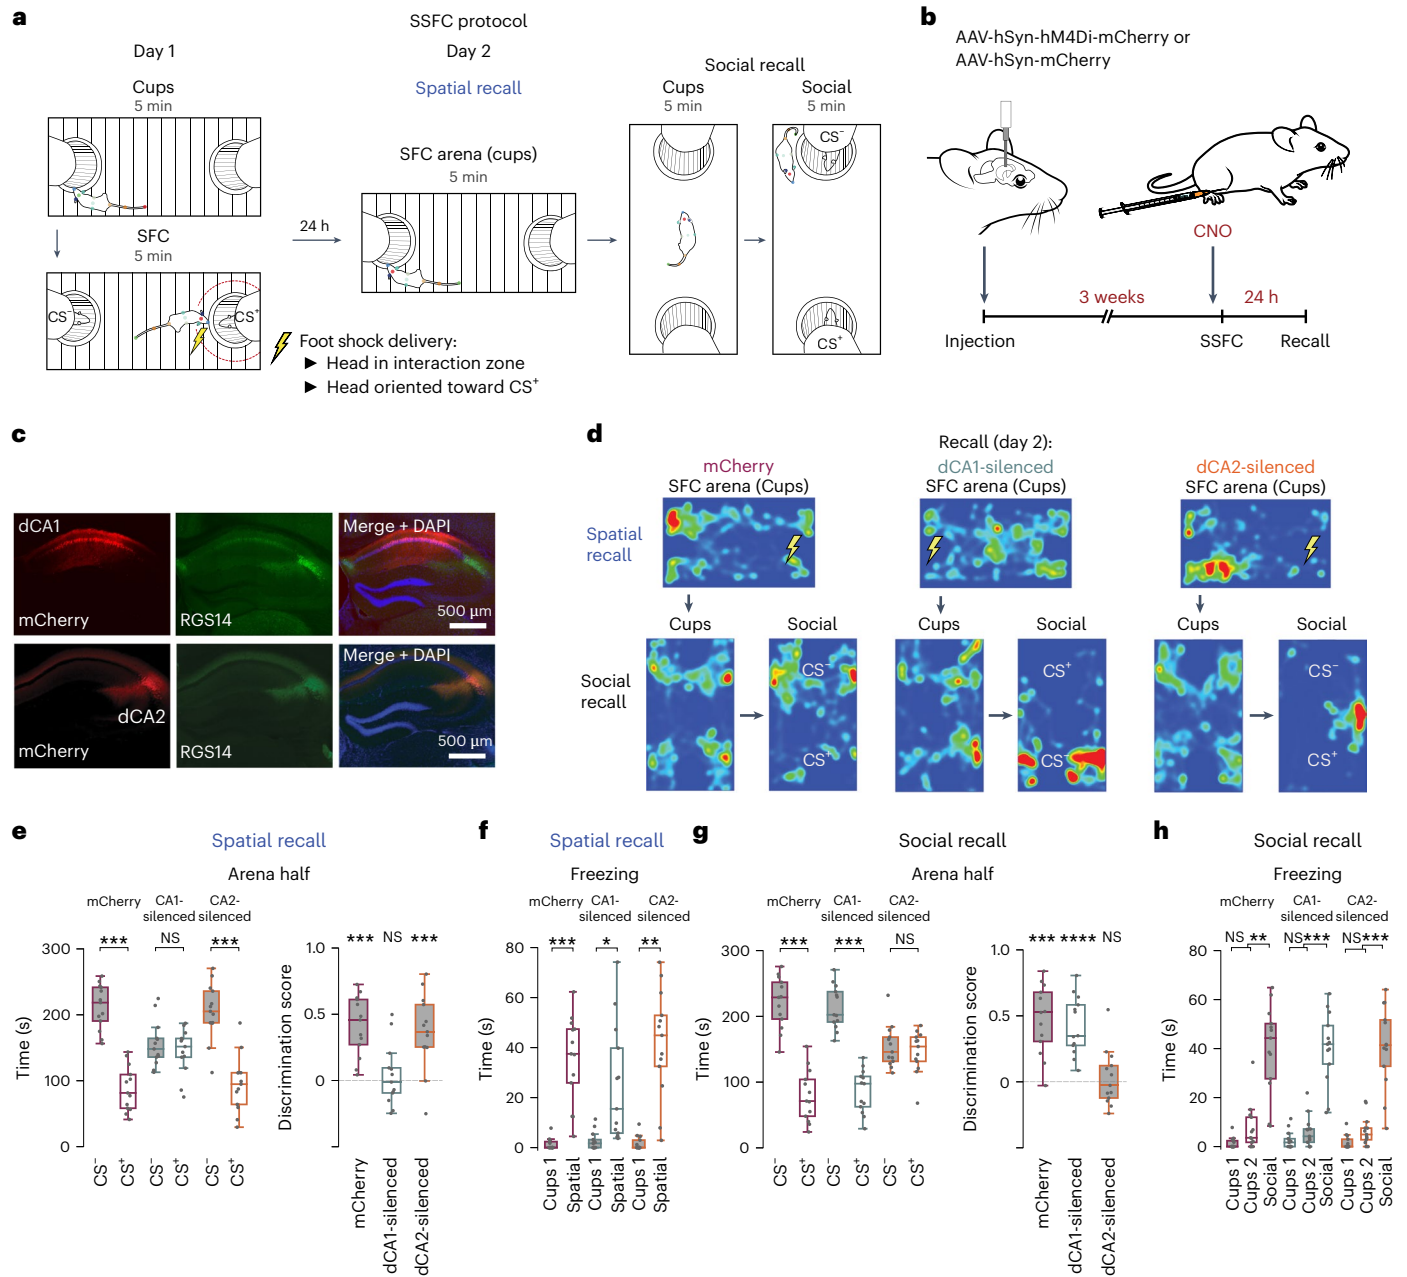 a
SSFC protocol
Day 1
Day 2
Cups
5 min
Spatial recall
SFC arena (cups)
5 min
Social recall
Cups
5 min
Social
5 min
CS⁻
CS⁺
SFC
5 min
24 h
CS⁻
CS⁺
Foot shock delivery:
► Head in interaction zone
► Head oriented toward CS⁺
b
AAV-hSyn-hM4Di-mCherry or
AAV-hSyn-mCherry
CNO
3 weeks
24 h
Injection
SSFC
Recall
c
dCA1
mCherry
RGS14
Merge + DAPI
500 µm
dCA2
mCherry
RGS14
Merge + DAPI
500 µm
d
Recall (day 2):
mCherry
SFC arena (Cups)
dCA1-silenced
SFC arena (Cups)
dCA2-silenced
SFC arena (Cups)
Spatial
recall
Social
recall
Cups
Social
CS⁻
CS⁺
Cups
Social
CS⁺
CS⁻
Cups
Social
CS⁻
CS⁺
e
Spatial recall
Arena half
mCherry
CA1-
silenced
CA2-
silenced
***
NS
***
Time (s)
300
200
100
0
CS⁻
CS⁺
CS⁻
CS⁺
CS⁻
CS⁺
*** NS ***
Discrimination score
1.0
0.5
0
mCherry
dCA1-silenced
dCA2-silenced
f
Spatial recall
Freezing
mCherry
CA1-
silenced
CA2-
silenced
***
*
**
Time (s)
80
60
40
20
0
Cups 1
Spatial
Cups 1
Spatial
Cups 1
Spatial
g
Social recall
Arena half
mCherry
CA1-
silenced
CA2-
silenced
***
***
NS
Time (s)
300
200
100
0
CS⁻
CS⁺
CS⁻
CS⁺
CS⁻
CS⁺
*** **** NS
Discrimination score
1.0
0.5
0
mCherry
dCA1-silenced
dCA2-silenced
h
Social recall
Freezing
mCherry
CA1-
silenced
CA2-
silenced
NS **
NS ***
NS ***
Time (s)
80
60
40
20
0
Cups 1
Cups 2
Social
Cups 1
Cups 2
Social
Cups 1
Cups 2
Social